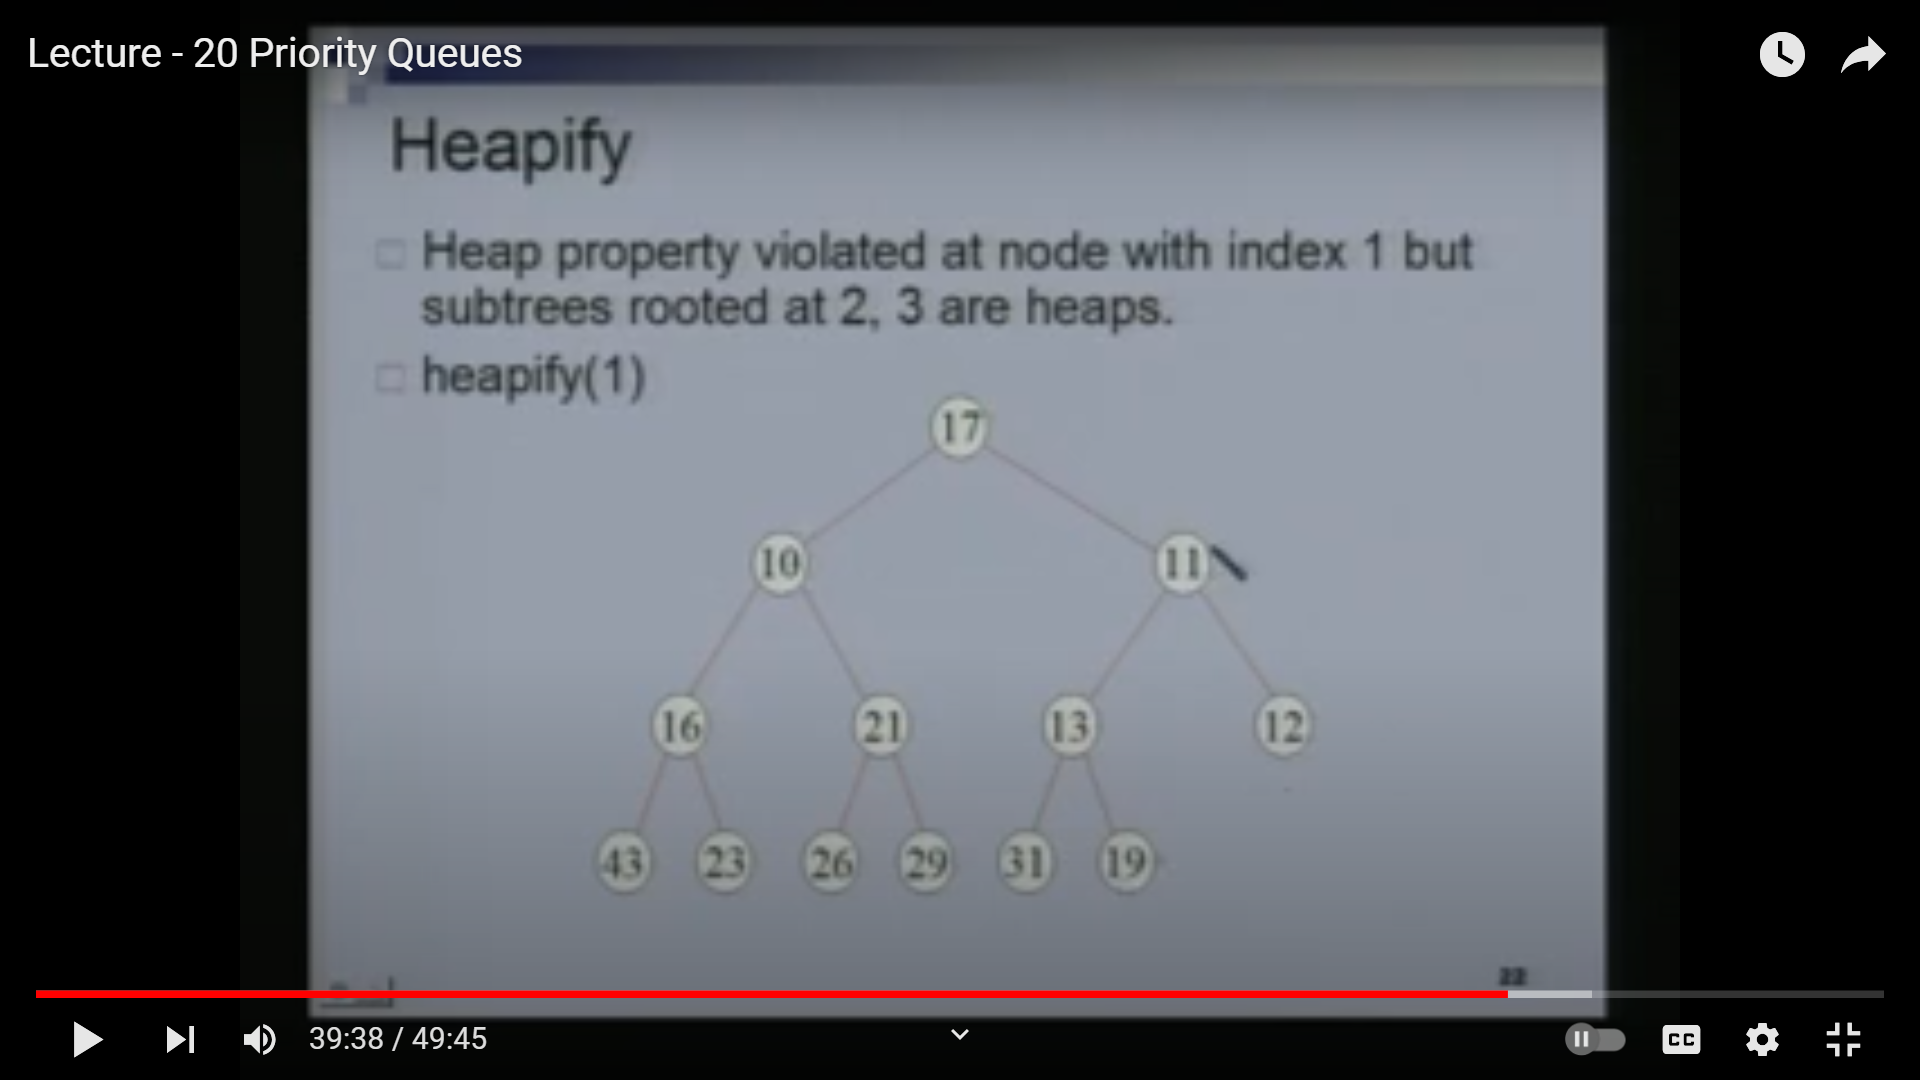 Lecture - 20 Priority Queues
Heapify
Heap property violated at node with index 1 but
subtrees rooted at 2, 3 are heaps.
heapify(1)
17
10 11
16 21 13 12
43 23 26 29 31 19
22
39:38 / 49:45
CC